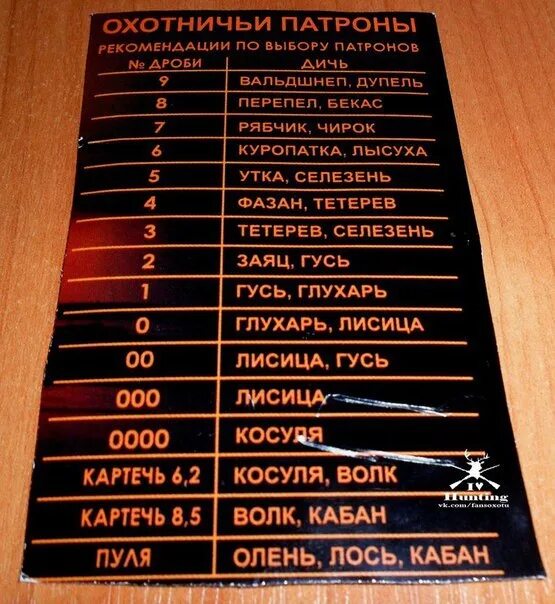 ОХОТНИЧЬИ ПАТРОНЫ
РЕКОМЕНДАЦИИ ПО ВЫБОРУ ПАТРОНОВ
№ ДРОБИ ДИЧЬ
9 ВАЛЬДШНЕП, ДУПЕЛЬ
8 ПЕРЕПЕЛ, БЕКАС
7 РЯБЧИК, ЧИРОК
6 КУРОПАТКА, ЛЫСУХА
5 УТКА, СЕЛЕЗЕНЬ
4 ФАЗАН, ТЕТЕРЕВ
3 ТЕТЕРЕВ, СЕЛЕЗЕНЬ
2 ЗАЯЦ, ГУСЬ
1 ГУСЬ, ГЛУХАРЬ
0 ГЛУХАРЬ, ЛИСИЦА
00 ЛИСИЦА, ГУСЬ
000 ЛИСИЦА
0000 КОСУЛЯ
КАРТЕЧЬ 6,2 КОСУЛЯ, ВОЛК
КАРТЕЧЬ 8,5 ВОЛК, КАБАН
ПУЛЯ ОЛЕНЬ, ЛОСЬ, КАБАН
I ♥
Hunting
vk.com/fansoxotu